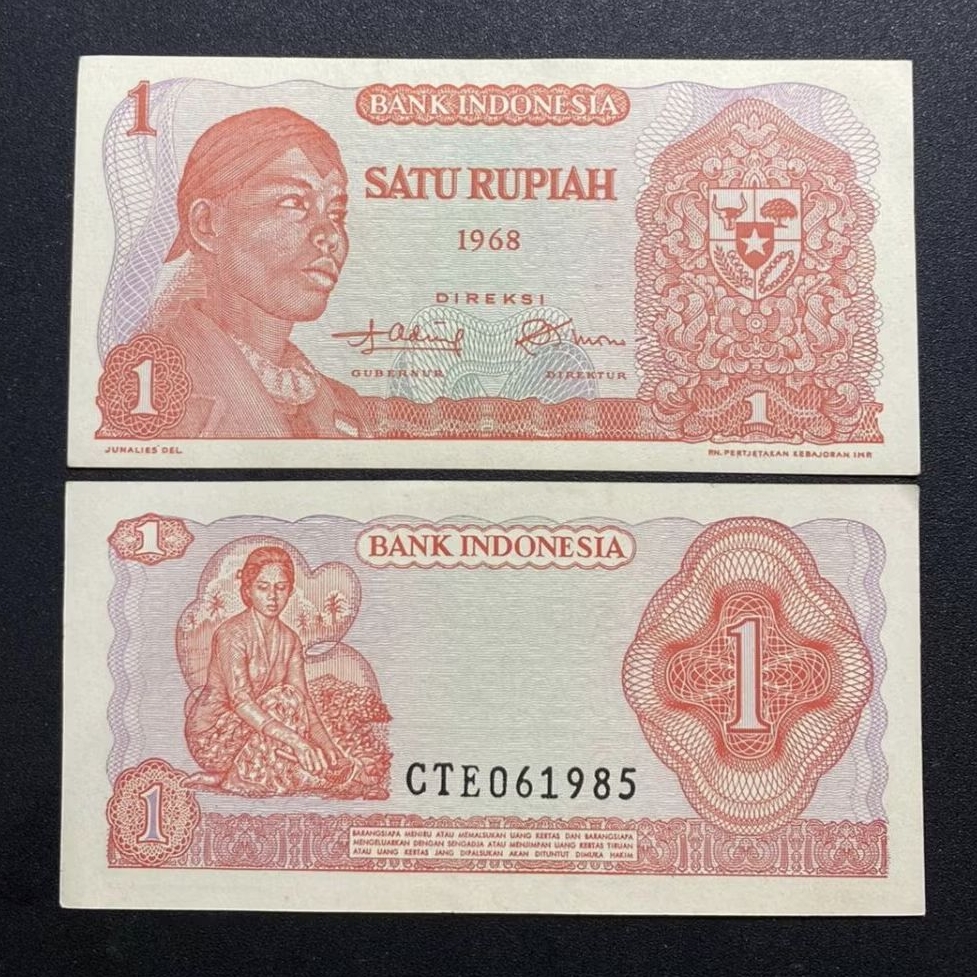 1
BANK INDONESIA
SATU RUPIAH
1968
DIREKSI
GUBERNUR DIREKTUR
1 1
JUNALIES DEL. PN. PERTJETAKAN KEBAJORAN. IMP.
1
BANK INDONESIA
1
CTE061985
1
BARANGSIAPA MENIRU ATAU MEMALSUKAN UANG KERTAS DAN BARANGSIAPA
MENGELUARKAN DENGAN SENGADJA ATAU MENJIMPAN UANG KERTAS TIRUAN
ATAU UANG KERTAS JANG DIPALSUKAN AKAN DITUNTUT DIMUKA HAKIM